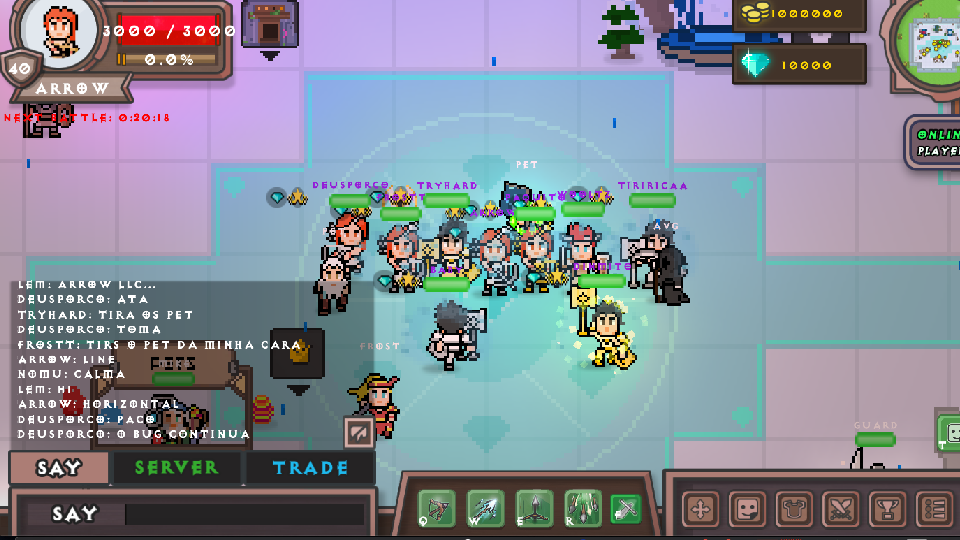 3000 / 3000
0.0%
40
ARROW
NEXT BATTLE: 0:20:18
1000000
10000
ONLIN
PLAYE
PET
DEUSPORCO
TRYHARD
TIRIRICAA
AVG
LEM: ARROW LLC...
DEUSPORCO: ATA
TRYHARD: TIRA OS PET
DEUSPORCO: TOMA
FROSTT: TIRS O PET DA MINHA CARA
ARROW: LINE
NOMU: CALMA
LEM: HI
ARROW: HORIZONTAL
DEUSPORCO: PACO
DEUSPORCO: O BUG CONTINUA
FROST
GUARD
T
SAY
SERVER
TRADE
SAY
Q
W
E
R